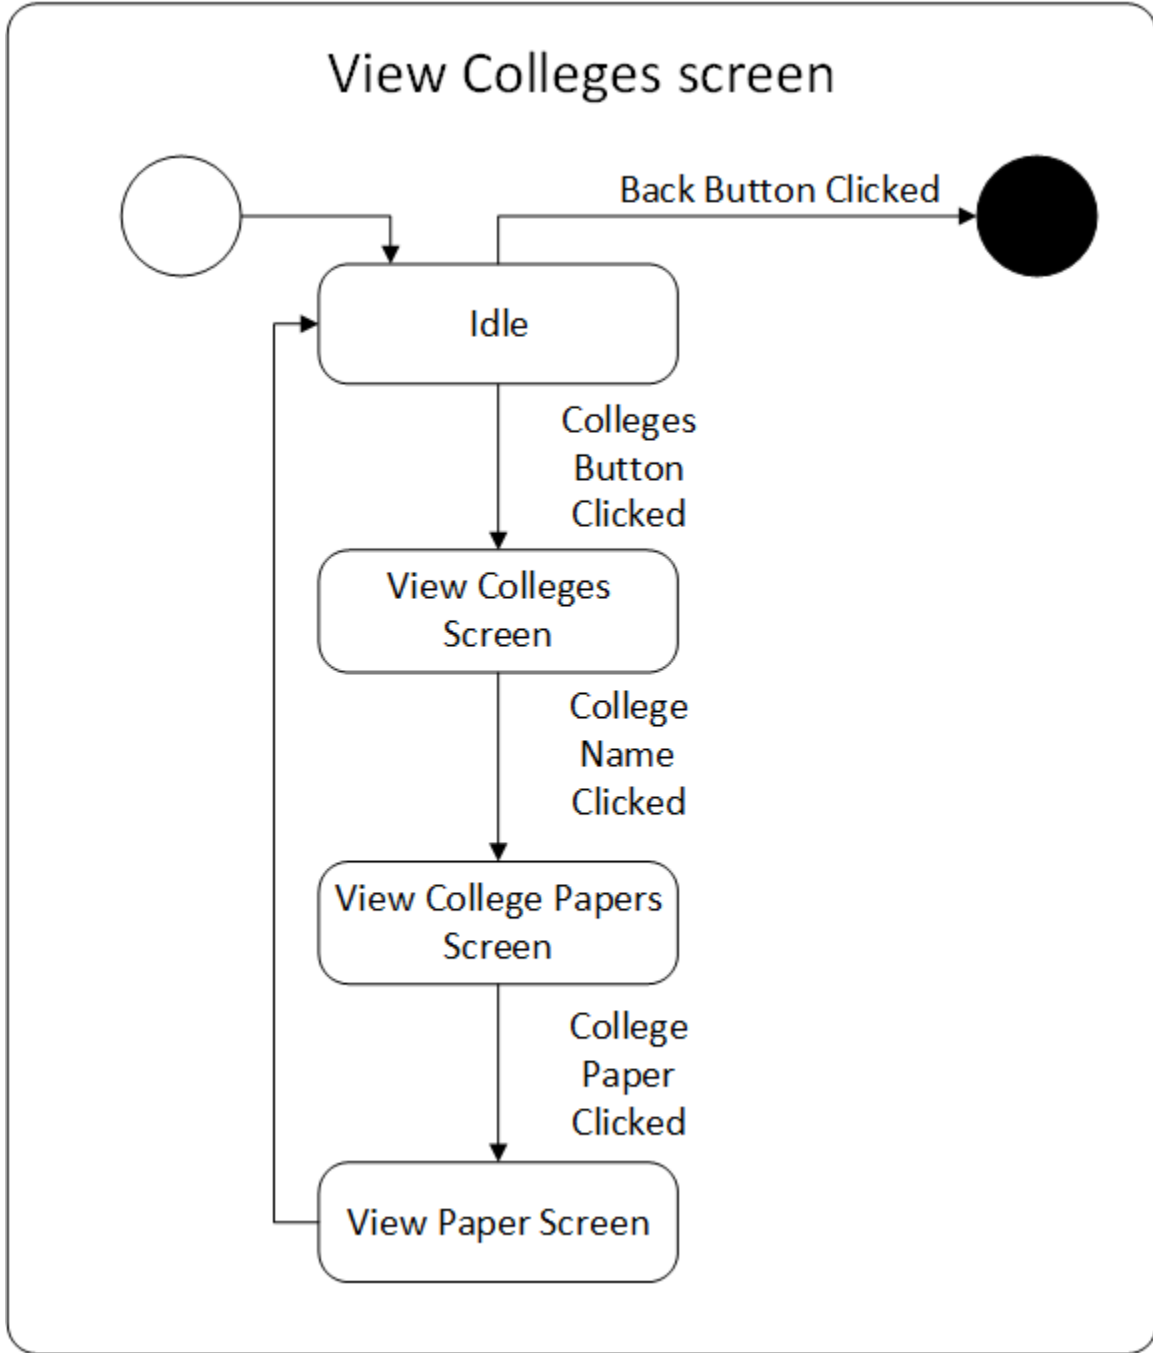 View Colleges screen
Back Button Clicked
Idle
Colleges
Button
Clicked
View Colleges
Screen
College
Name
Clicked
View College Papers
Screen
College
Paper
Clicked
View Paper Screen